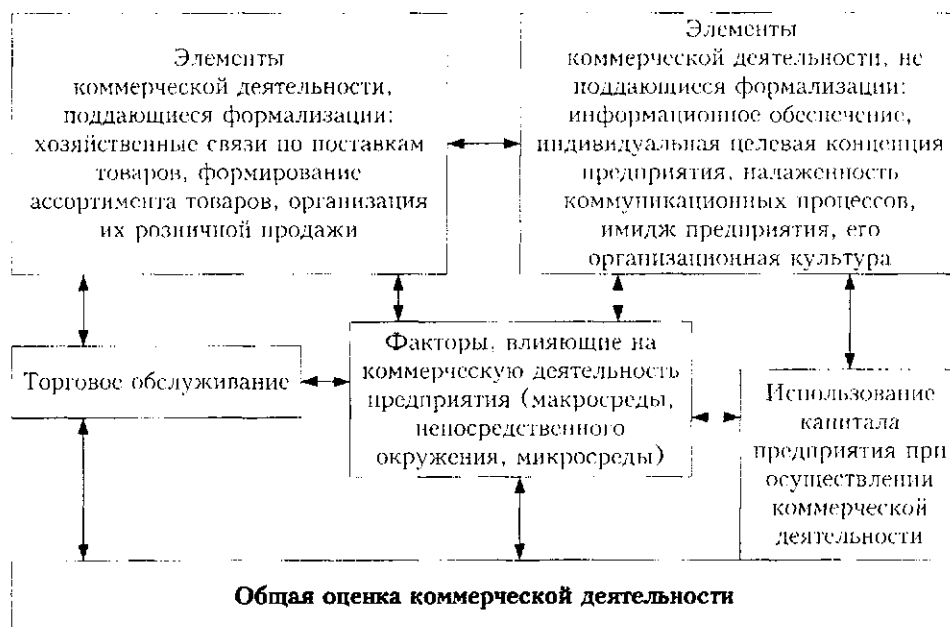 Элементы
коммерческой деятельности,
поддающиеся формализации:
хозяйственные связи по поставкам
товаров, формирование
ассортимента товаров, организация
их розничной продажи
Элементы
коммерческой деятельности, не
поддающиеся формализации:
информационное обеспечение,
индивидуальная целевая концепция
предприятия, налаженность
коммуникационных процессов,
имидж предприятия, его
организационная культура
Торговое обслуживание
Факторы, влияющие на
коммерческую деятельность
предприятия (макросреды,
непосредственного
окружения, микросреды)
Использование
капитала
предприятия при
осуществлении
коммерческой
деятельности
Общая оценка коммерческой деятельности